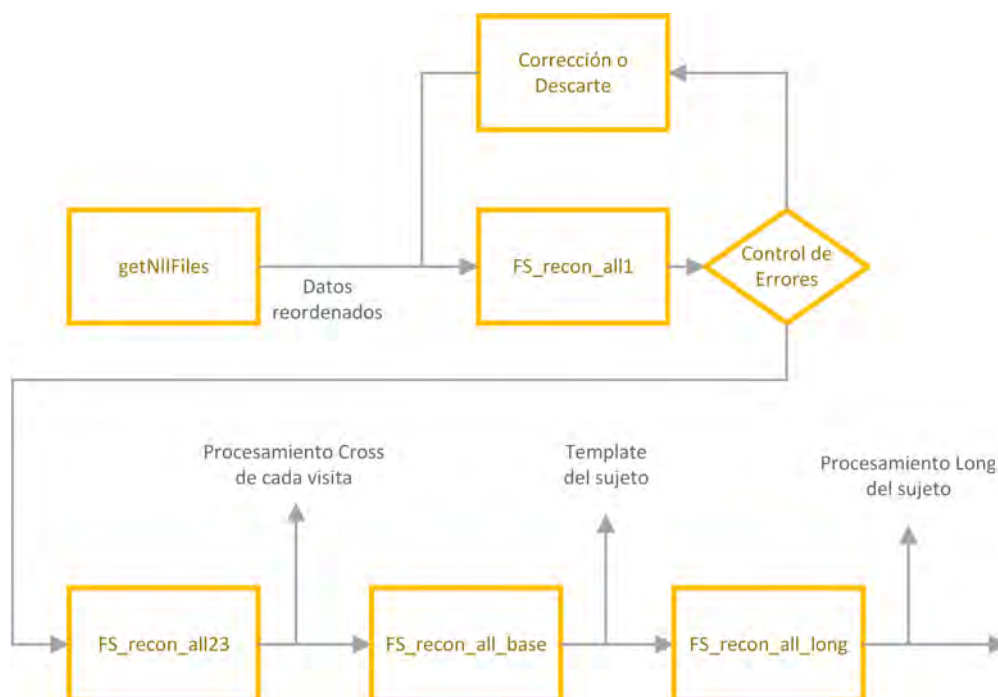 Corrección o
Descarte
getNIIFiles
Datos
reordenados
FS_recon_all1
Control de
Errores
Procesamiento Cross
de cada visita
Template
del sujeto
Procesamiento Long
del sujeto
FS_recon_all23
FS_recon_all_base
FS_recon_all_long